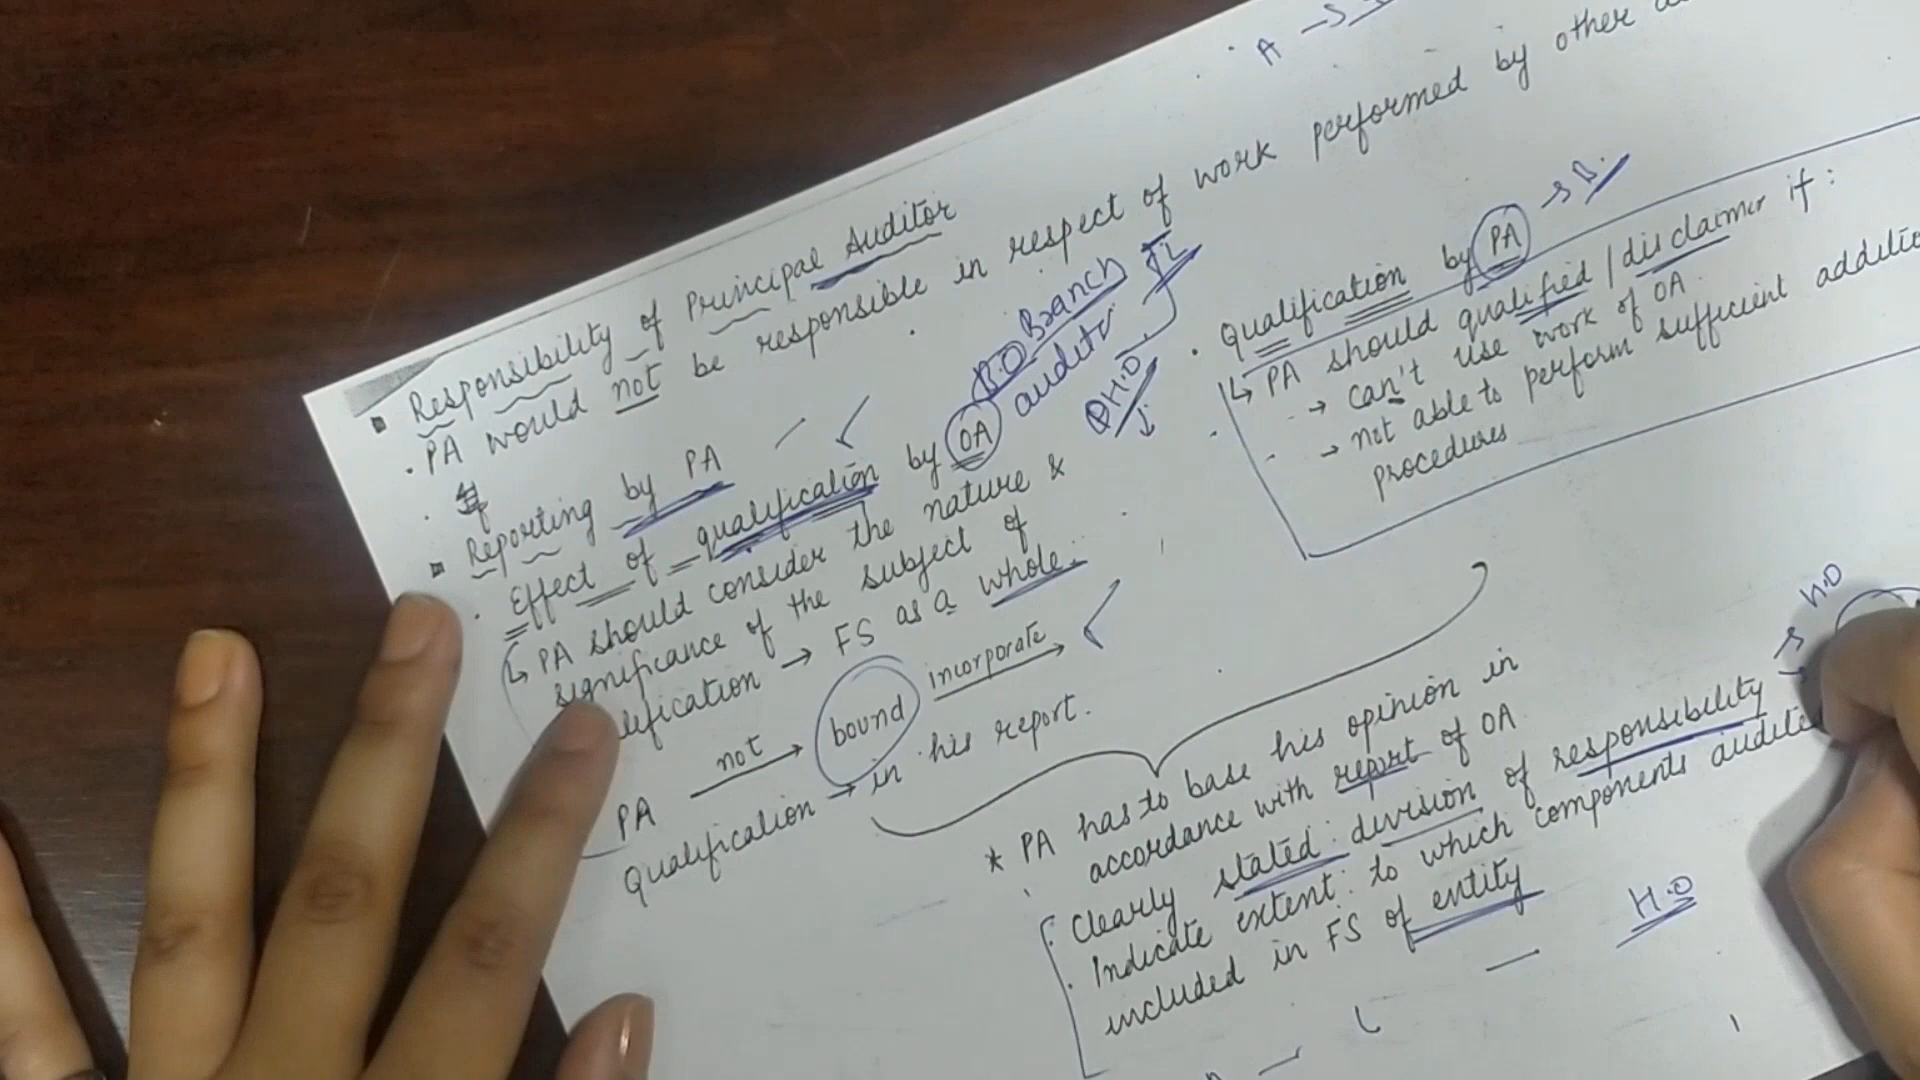 Responsibility of Principal Auditor
PA would not be responsible in respect of work performed by other
Reporting by PA
Effect of qualification by OA
B.O Branch
auditr
H.O
PA should consider the nature &
significance of the subject of
lification → FS as a whole.
PA not → bound incorporate →
Qualification → in his report.
Qualification by PA
PA should qualified / disclaimer if:
→ can't use work of OA.
→ not able to perform sufficient
procedures
* PA has to base his opinion in
accordance with report of OA.
Clearly stated: division of responsibility → H.O
Indicate extent: to which components
included in FS of entity
H.O